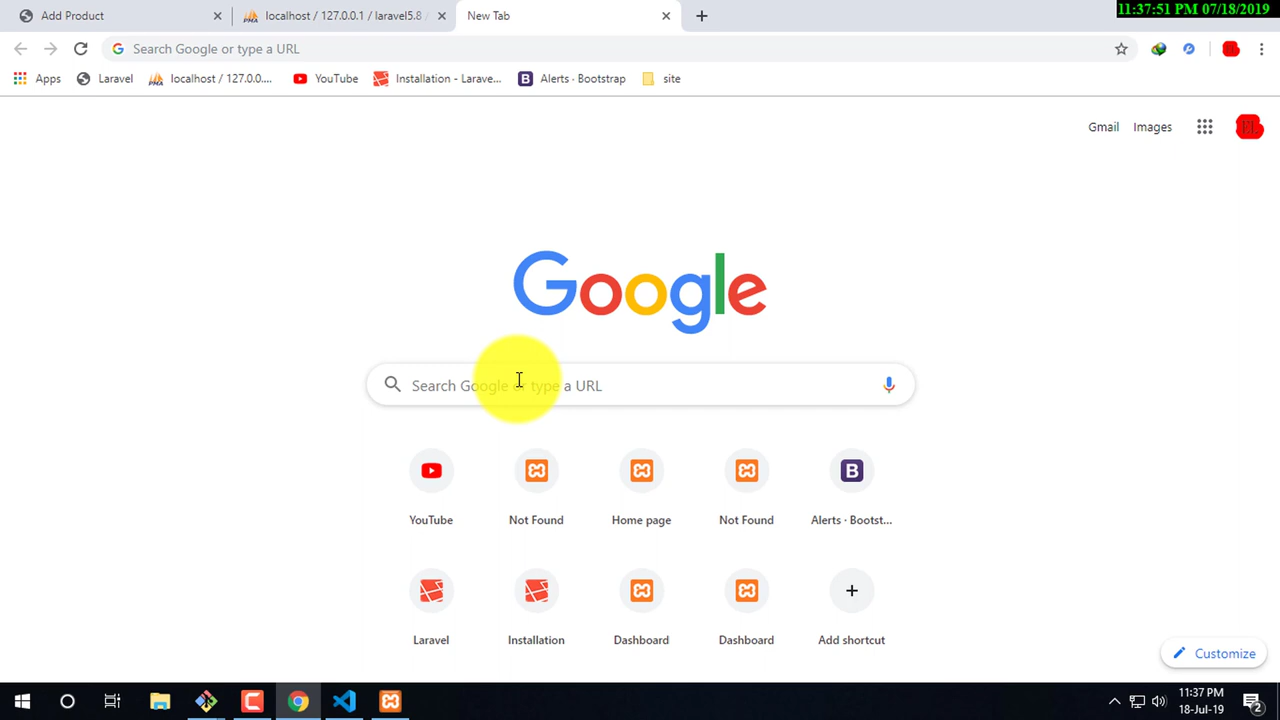 11:37:51 PM 07/18/2019
Add Product
localhost / 127.0.0.1 / laravel5.8
New Tab
Search Google or type a URL
Apps
Laravel
localhost / 127.0.0....
YouTube
Installation - Larave...
B
Alerts · Bootstrap
site
Gmail
Images
Google
Search Google or type a URL
B
YouTube
Not Found
Home page
Not Found
Alerts · Bootst...
Laravel
Installation
Dashboard
Dashboard
Add shortcut
Customize
11:37 PM
18-Jul-19
2